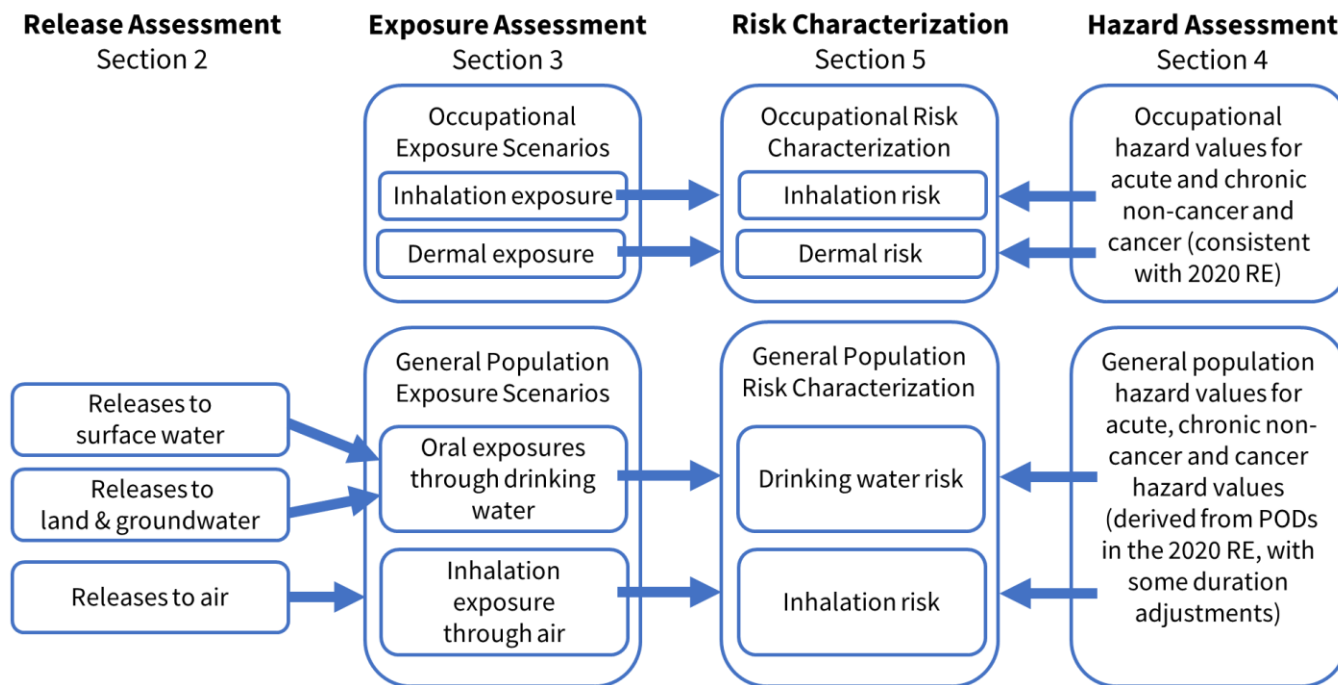 Release Assessment
Section 2
Exposure Assessment
Section 3
Risk Characterization
Section 5
Hazard Assessment
Section 4
Occupational
Exposure Scenarios
Inhalation exposure
Dermal exposure
Occupational Risk
Characterization
Inhalation risk
Dermal risk
Occupational
hazard values for
acute and chronic
non-cancer and
cancer (consistent
with 2020 RE)
Releases to
surface water
Releases to
land & groundwater
Releases to air
General Population
Exposure Scenarios
Oral exposures
through drinking
water
Inhalation
exposure
through air
General Population
Risk Characterization
Drinking water risk
Inhalation risk
General population
hazard values for
acute, chronic non-
cancer and cancer
hazard values
(derived from PODs
in the 2020 RE, with
some duration
adjustments)